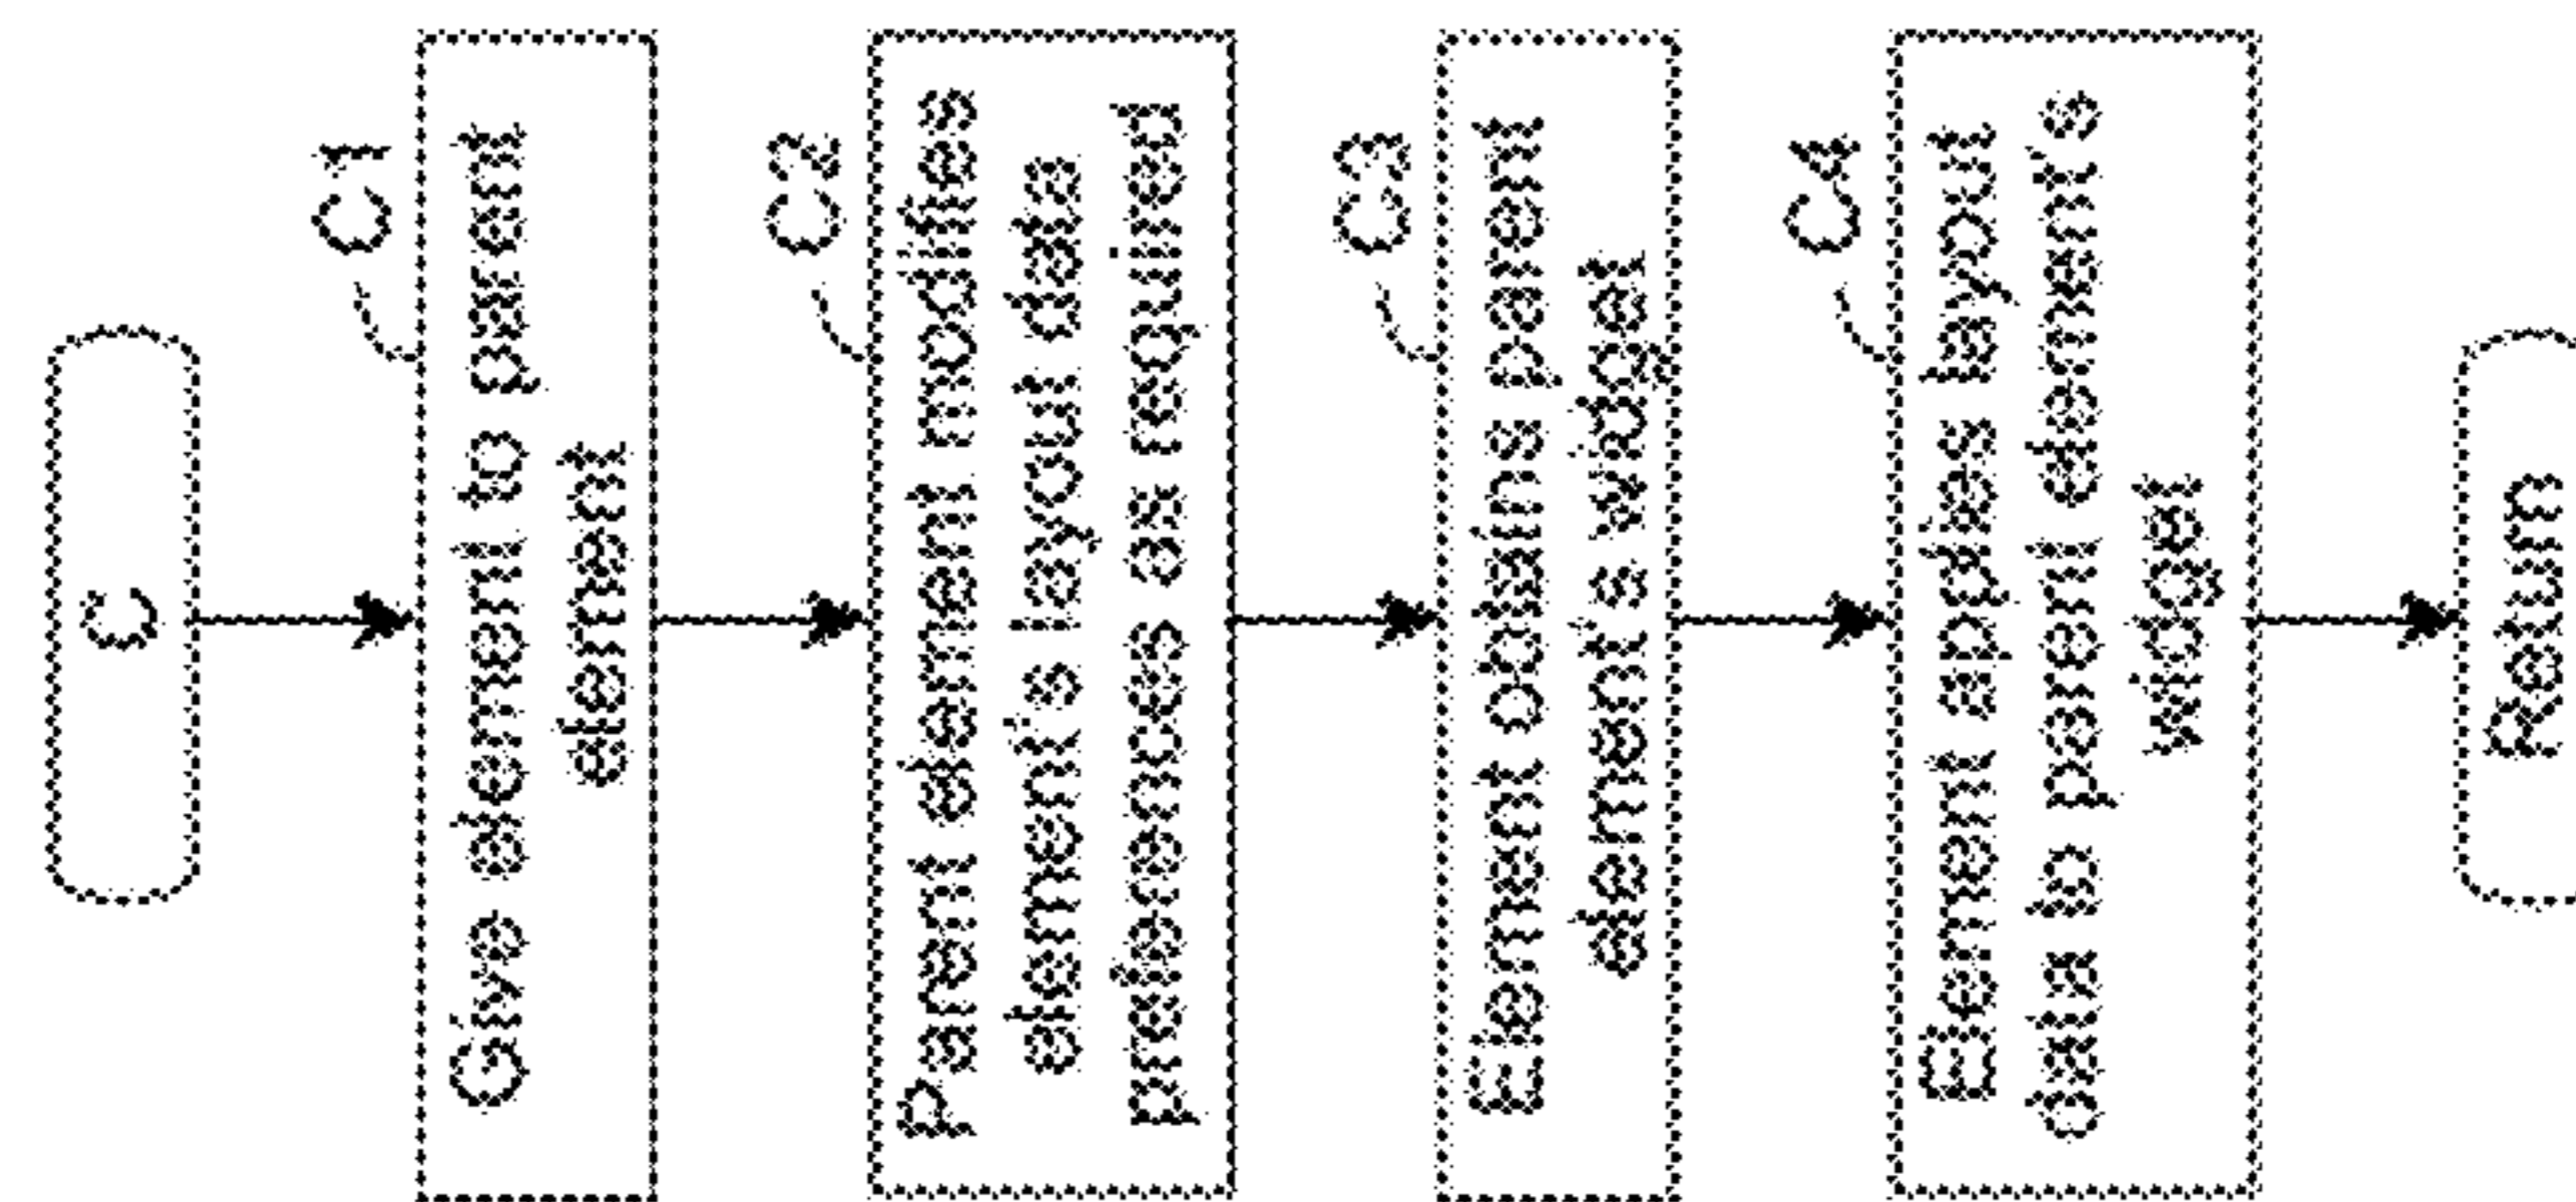 C
C1
Give element to parent
element
C2
Parent element modifies
element's layout data
preferences as required
C3
Element obtains parent
element's widget
C4
Element applies layout
data to parent element's
widget
Return